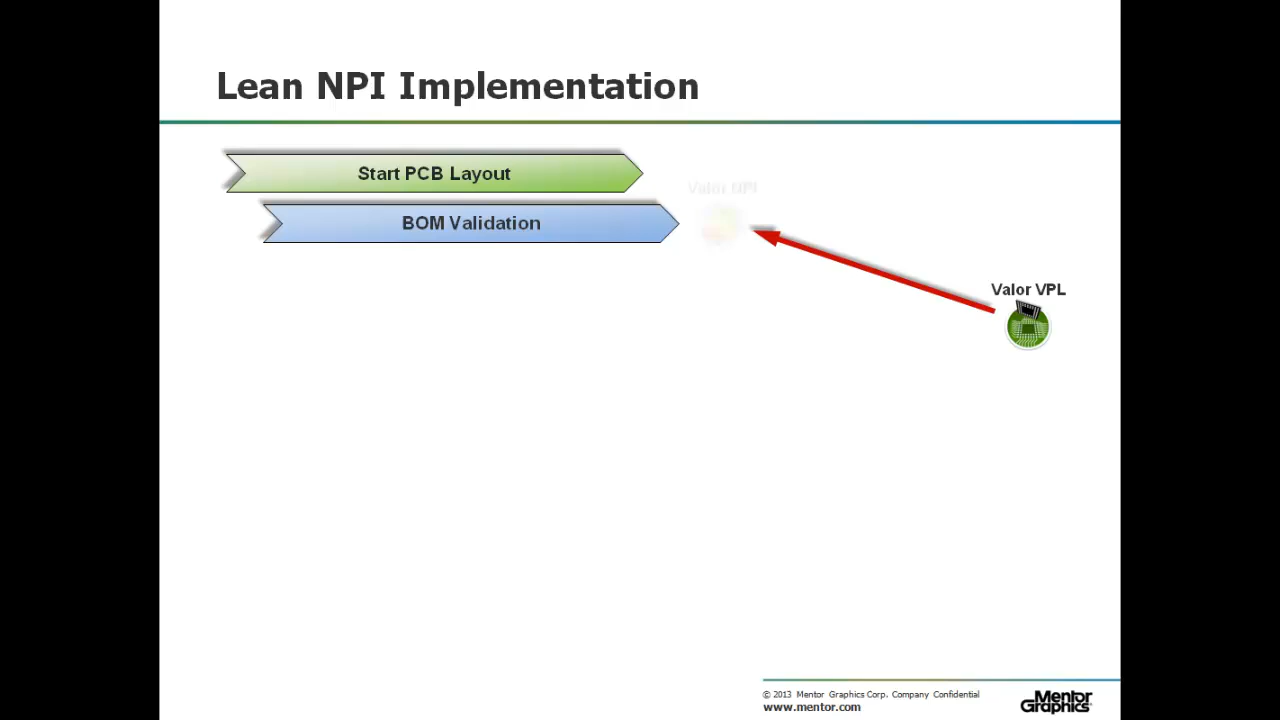 Lean NPI Implementation
Start PCB Layout
Valor NPI
BOM Validation
Valor VPL
© 2013 Mentor Graphics Corp. Company Confidential
www.mentor.com
Mentor
Graphics